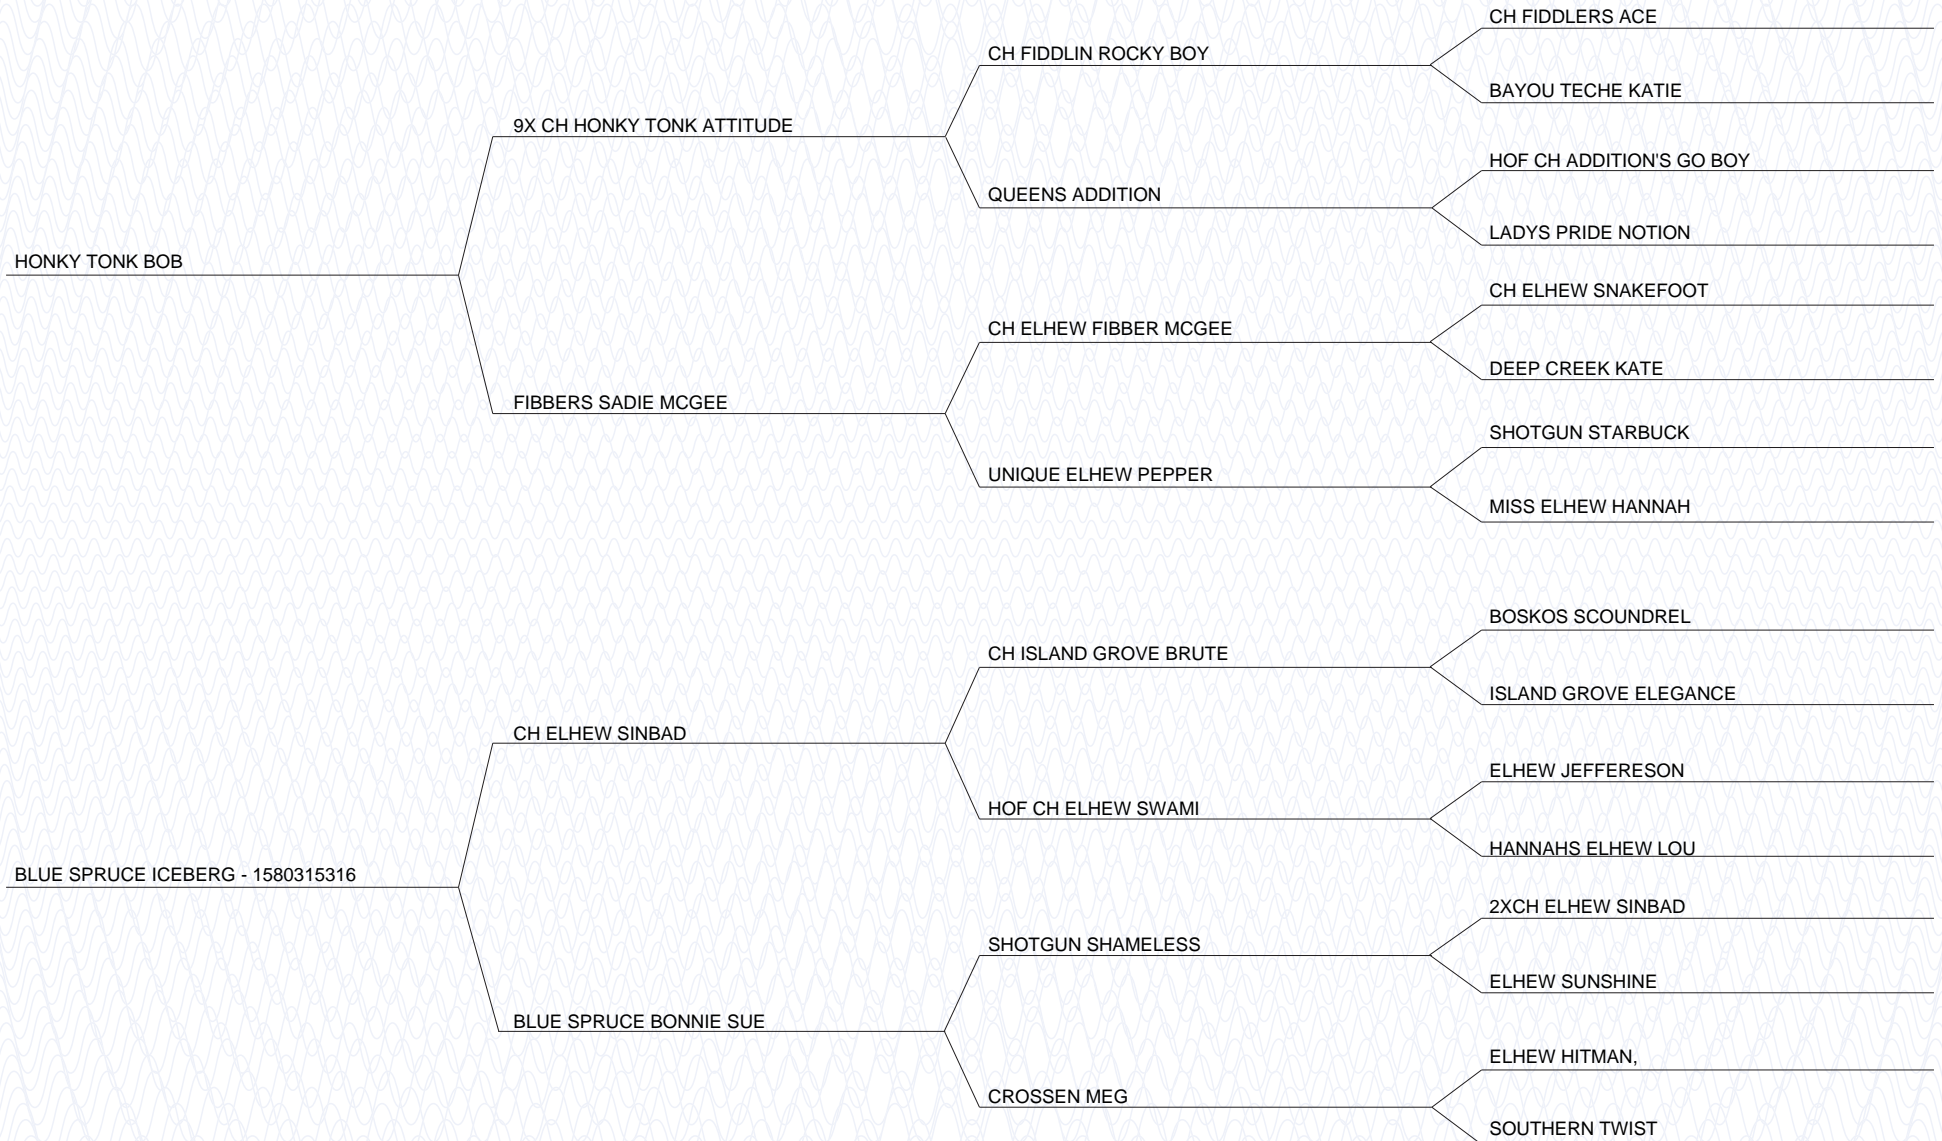 CH FIDDLERS ACE
CH FIDDLIN ROCKY BOY
BAYOU TECHE KATIE
9X CH HONKY TONK ATTITUDE
HOF CH ADDITION'S GO BOY
QUEENS ADDITION
LADYS PRIDE NOTION
HONKY TONK BOB
CH ELHEW SNAKEFOOT
CH ELHEW FIBBER MCGEE
DEEP CREEK KATE
FIBBERS SADIE MCGEE
SHOTGUN STARBUCK
UNIQUE ELHEW PEPPER
MISS ELHEW HANNAH
BOSKOS SCOUNDREL
CH ISLAND GROVE BRUTE
ISLAND GROVE ELEGANCE
CH ELHEW SINBAD
ELHEW JEFFERESON
HOF CH ELHEW SWAMI
HANNAHS ELHEW LOU
BLUE SPRUCE ICEBERG - 1580315316
2XCH ELHEW SINBAD
SHOTGUN SHAMELESS
ELHEW SUNSHINE
BLUE SPRUCE BONNIE SUE
ELHEW HITMAN,
CROSSEN MEG
SOUTHERN TWIST